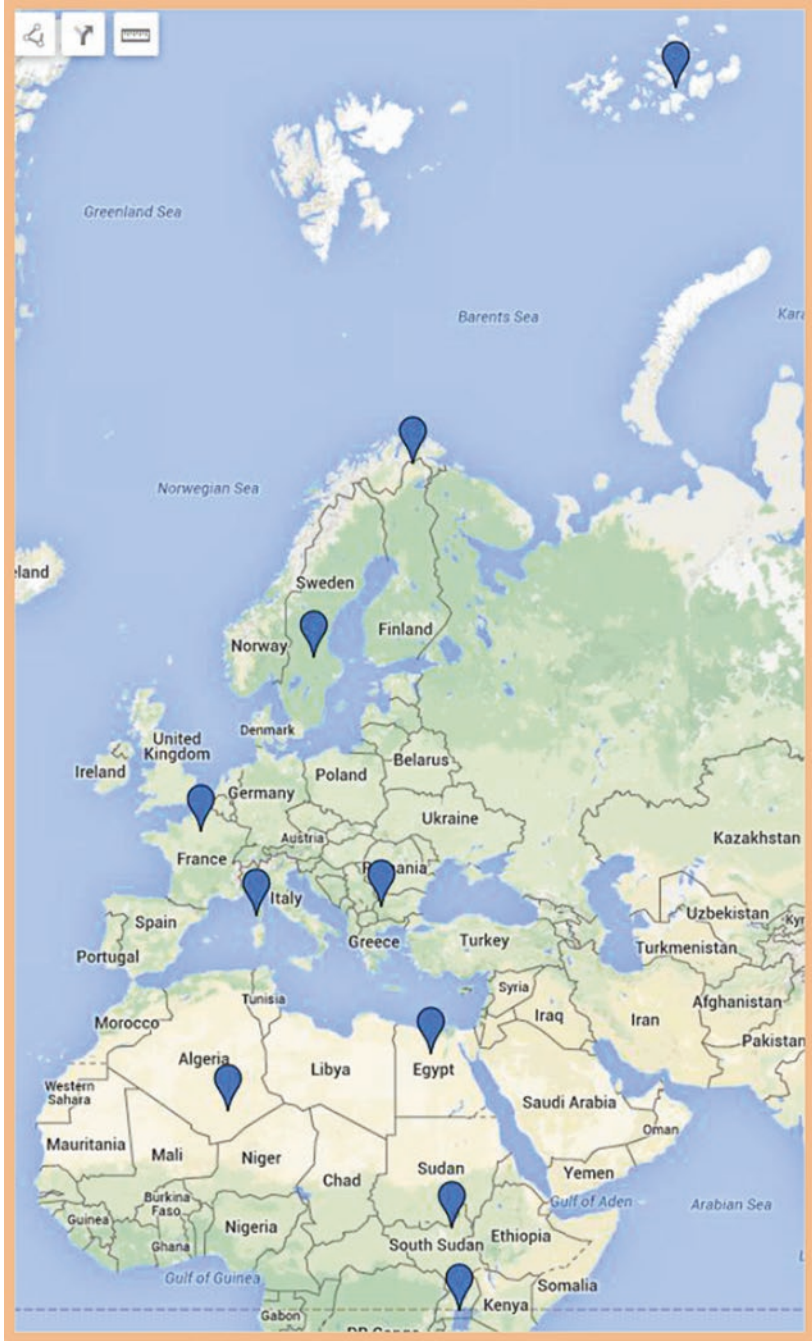 Greenland Sea
Barents Sea
Kara
Norwegian Sea
eland
Sweden
Finland
Norway
Denmark
United
Kingdom
Ireland
Belarus
Poland
Germany
Ukraine
Austria
Kazakhstan
France
Romania
Italy
Uzbekistan
Kyr
Spain
Greece
Turkey
Turkmenistan
Portugal
Syria
Afghanistan
Tunisia
Iraq
Iran
Morocco
Pakistan
Algeria
Libya
Egypt
Western
Sahara
Saudi Arabia
Oman
Mauritania
Mali
Niger
Sudan
Chad
Yemen
Burkina
Faso
Gulf of Aden
Arabian Sea
Guinea
Nigeria
Ethiopia
South Sudan
Ghana
Gulf of Guinea
Somalia
Kenya
Gabon
DR Congo